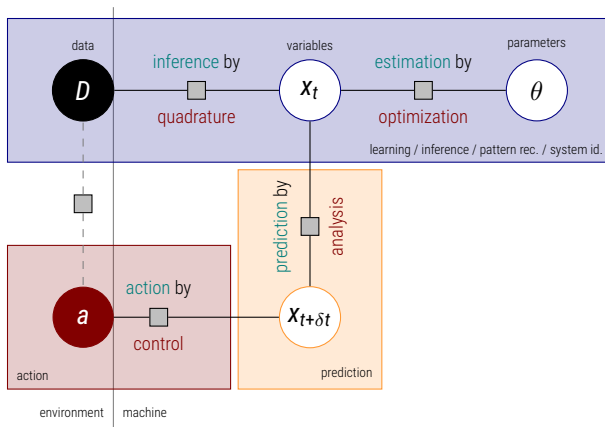 data
variables
parameters
inference by
estimation by
D
x_t
θ
quadrature
optimization
learning / inference / pattern rec. / system id.
prediction by
analysis
action by
a
x_{t+δt}
control
action
prediction
environment
machine